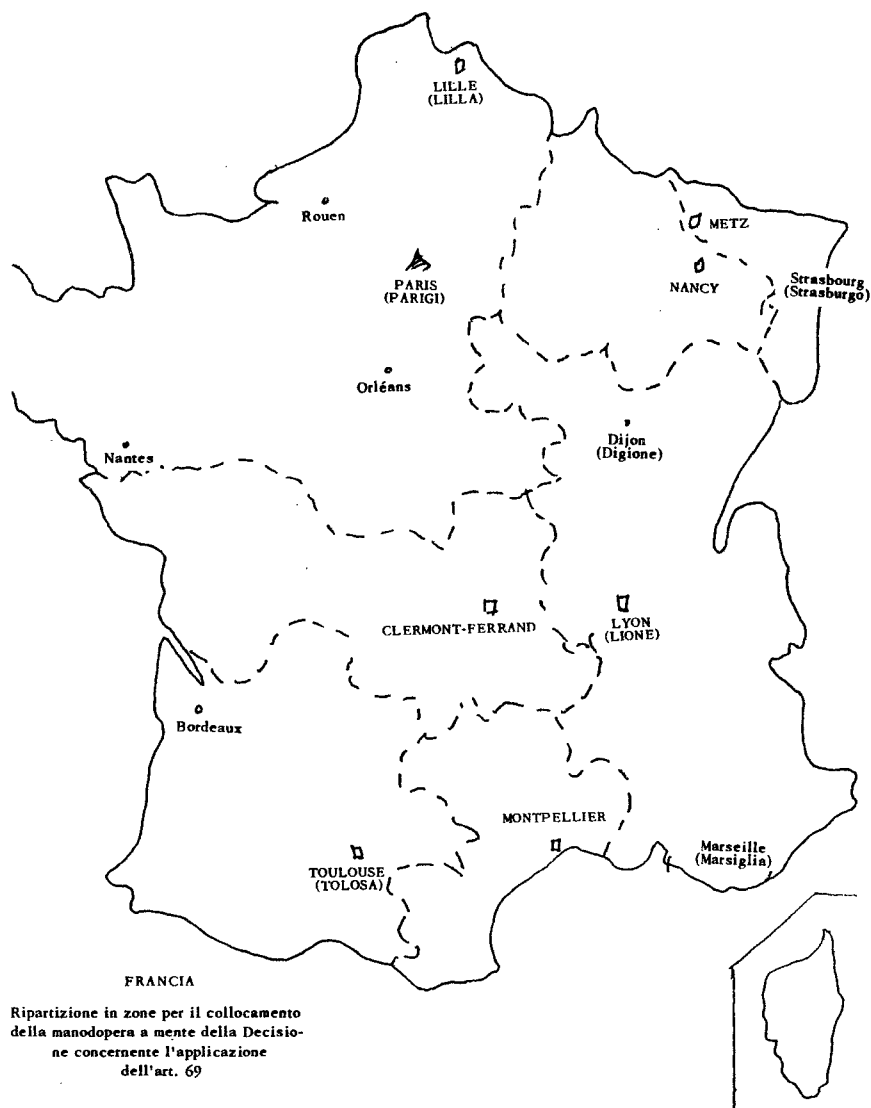 LILLE
(LILLA)
Rouen
METZ
PARIS
(PARIGI)
NANCY
Strasbourg
(Strasburgo)
Orléans
Nantes
Dijon
(Digione)
CLERMONT-FERRAND
LYON
(LIONE)
Bordeaux
MONTPELLIER
TOULOUSE
(TOLOSA)
Marseille
(Marsiglia)
FRANCIA
Ripartizione in zone per il collocamento
della manodopera a mente della Decisio-
ne concernente l'applicazione
dell'art. 69